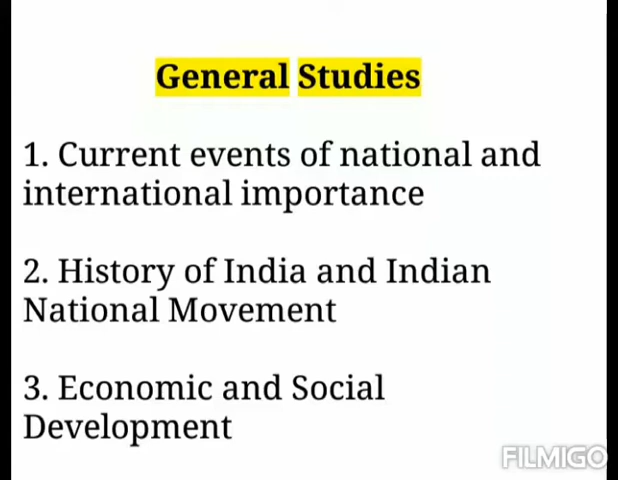 General Studies
1. Current events of national and
international importance
2. History of India and Indian
National Movement
3. Economic and Social
Development
FILMIGO